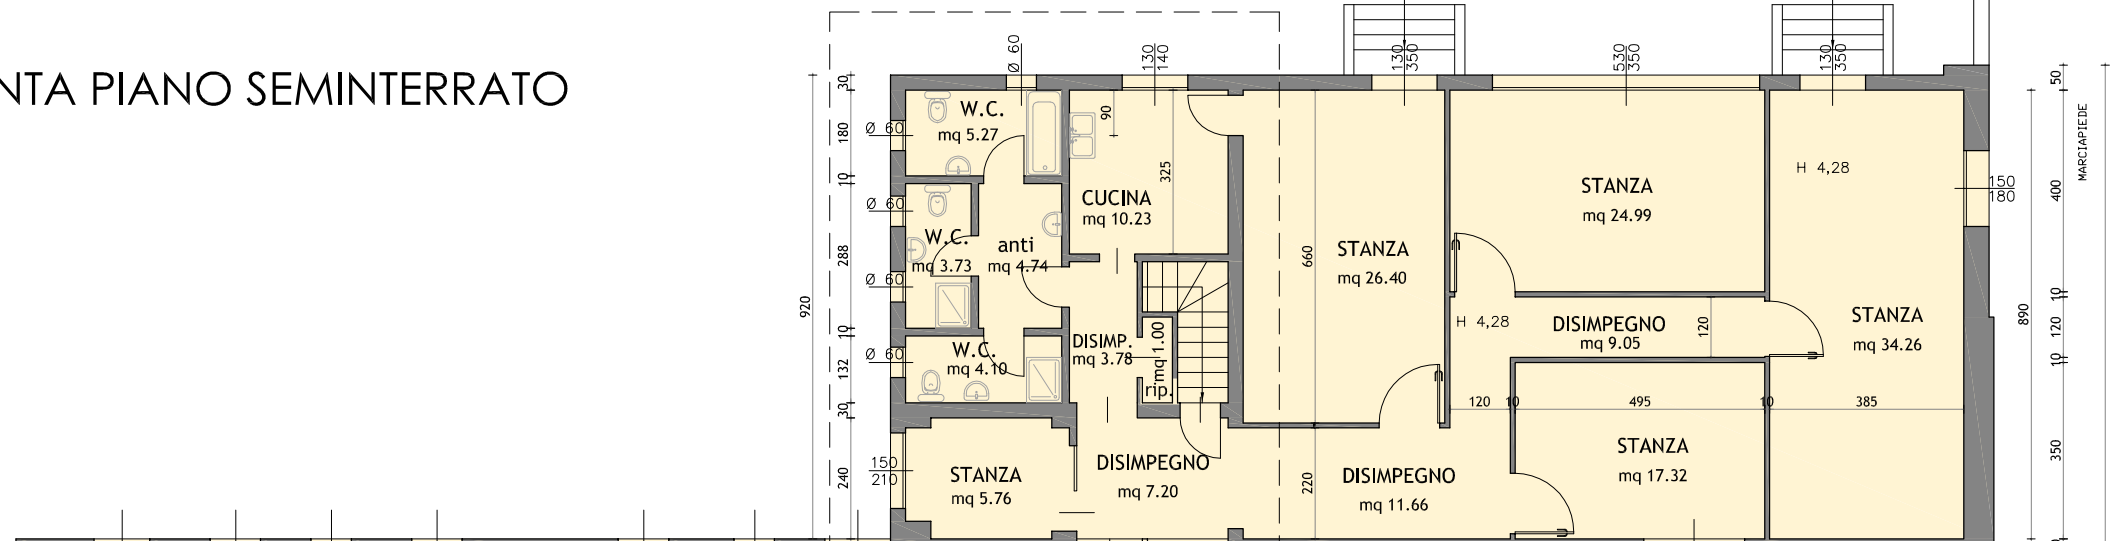 NTA PIANO SEMINTERRATO
Ø 60
130
140
130
350
530
350
130
350
50
30
W.C.
mq 5.27
90
MARCIAPIEDE
Ø 60
180
H 4,28
325
150
180
STANZA
mq 24.99
400
10
CUCINA
mq 10.23
Ø 60
W.C.
mq 3.73
anti
mq 4.74
288
660
STANZA
mq 26.40
Ø 60
920
10
10
H 4,28
DISIMPEGNO
mq 9.05
120
STANZA
mq 34.26
890
120
DISIMP.
mq 3.78
mq 1.00
rip.
Ø 60
W.C.
mq 4.10
132
10
30
120
10
495
10
385
STANZA
mq 17.32
350
150
210
240
STANZA
mq 5.76
DISIMPEGNO
mq 7.20
220
DISIMPEGNO
mq 11.66